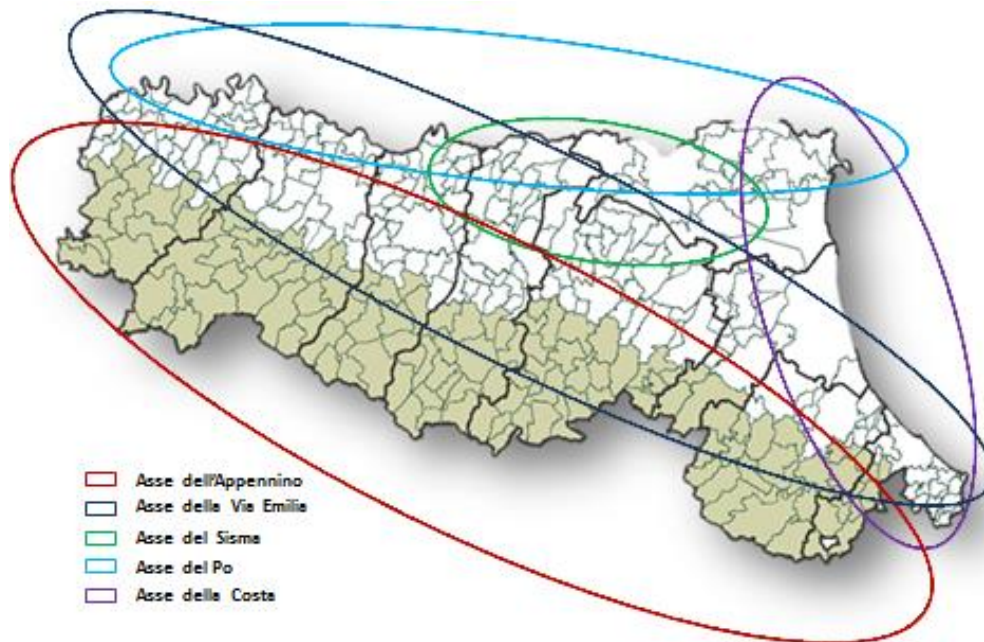 Asse dell'Appennino
Asse della Via Emilia
Asse del Sisma
Asse del Po
Asse della Costa